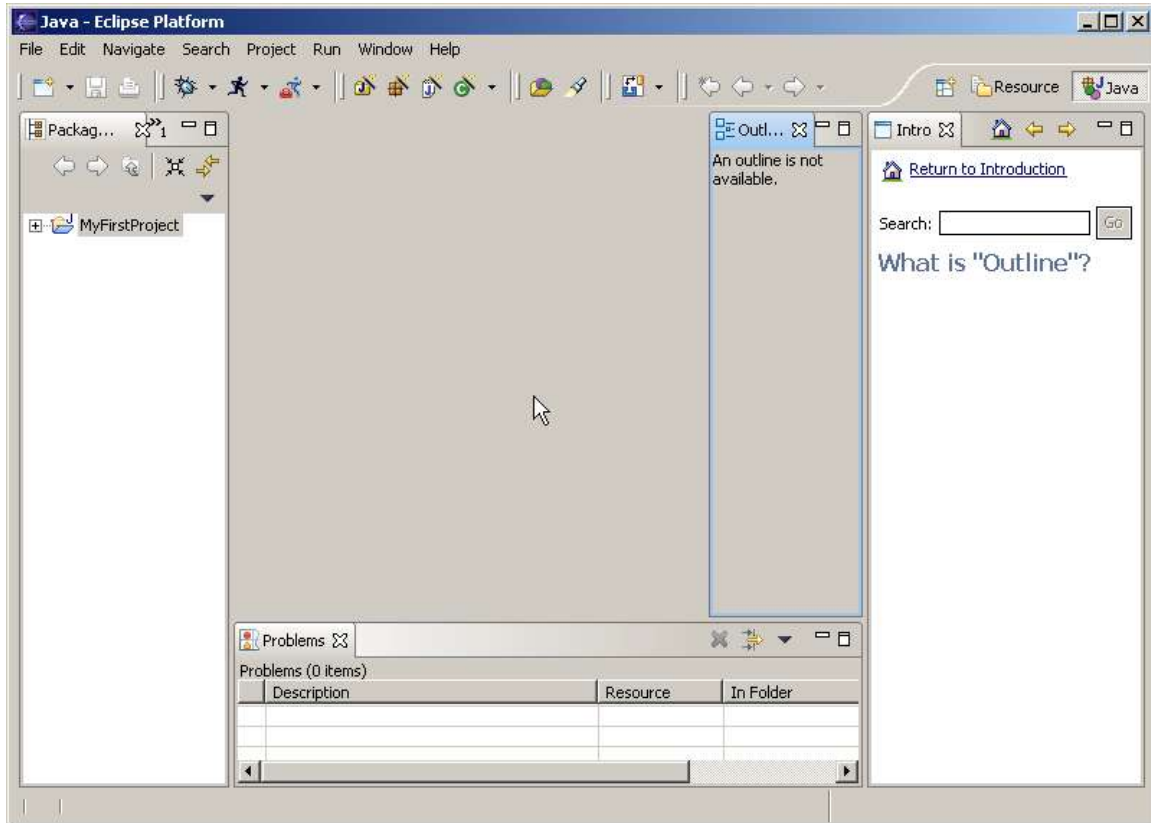 Java - Eclipse Platform
File Edit Navigate Search Project Run Window Help
Resource Java
Packag... »1
MyFirstProject
Outl...
An outline is not
available.
Intro
Return to Introduction
Search: Go
What is "Outline"?
Problems
Problems (0 items)
Description Resource In Folder